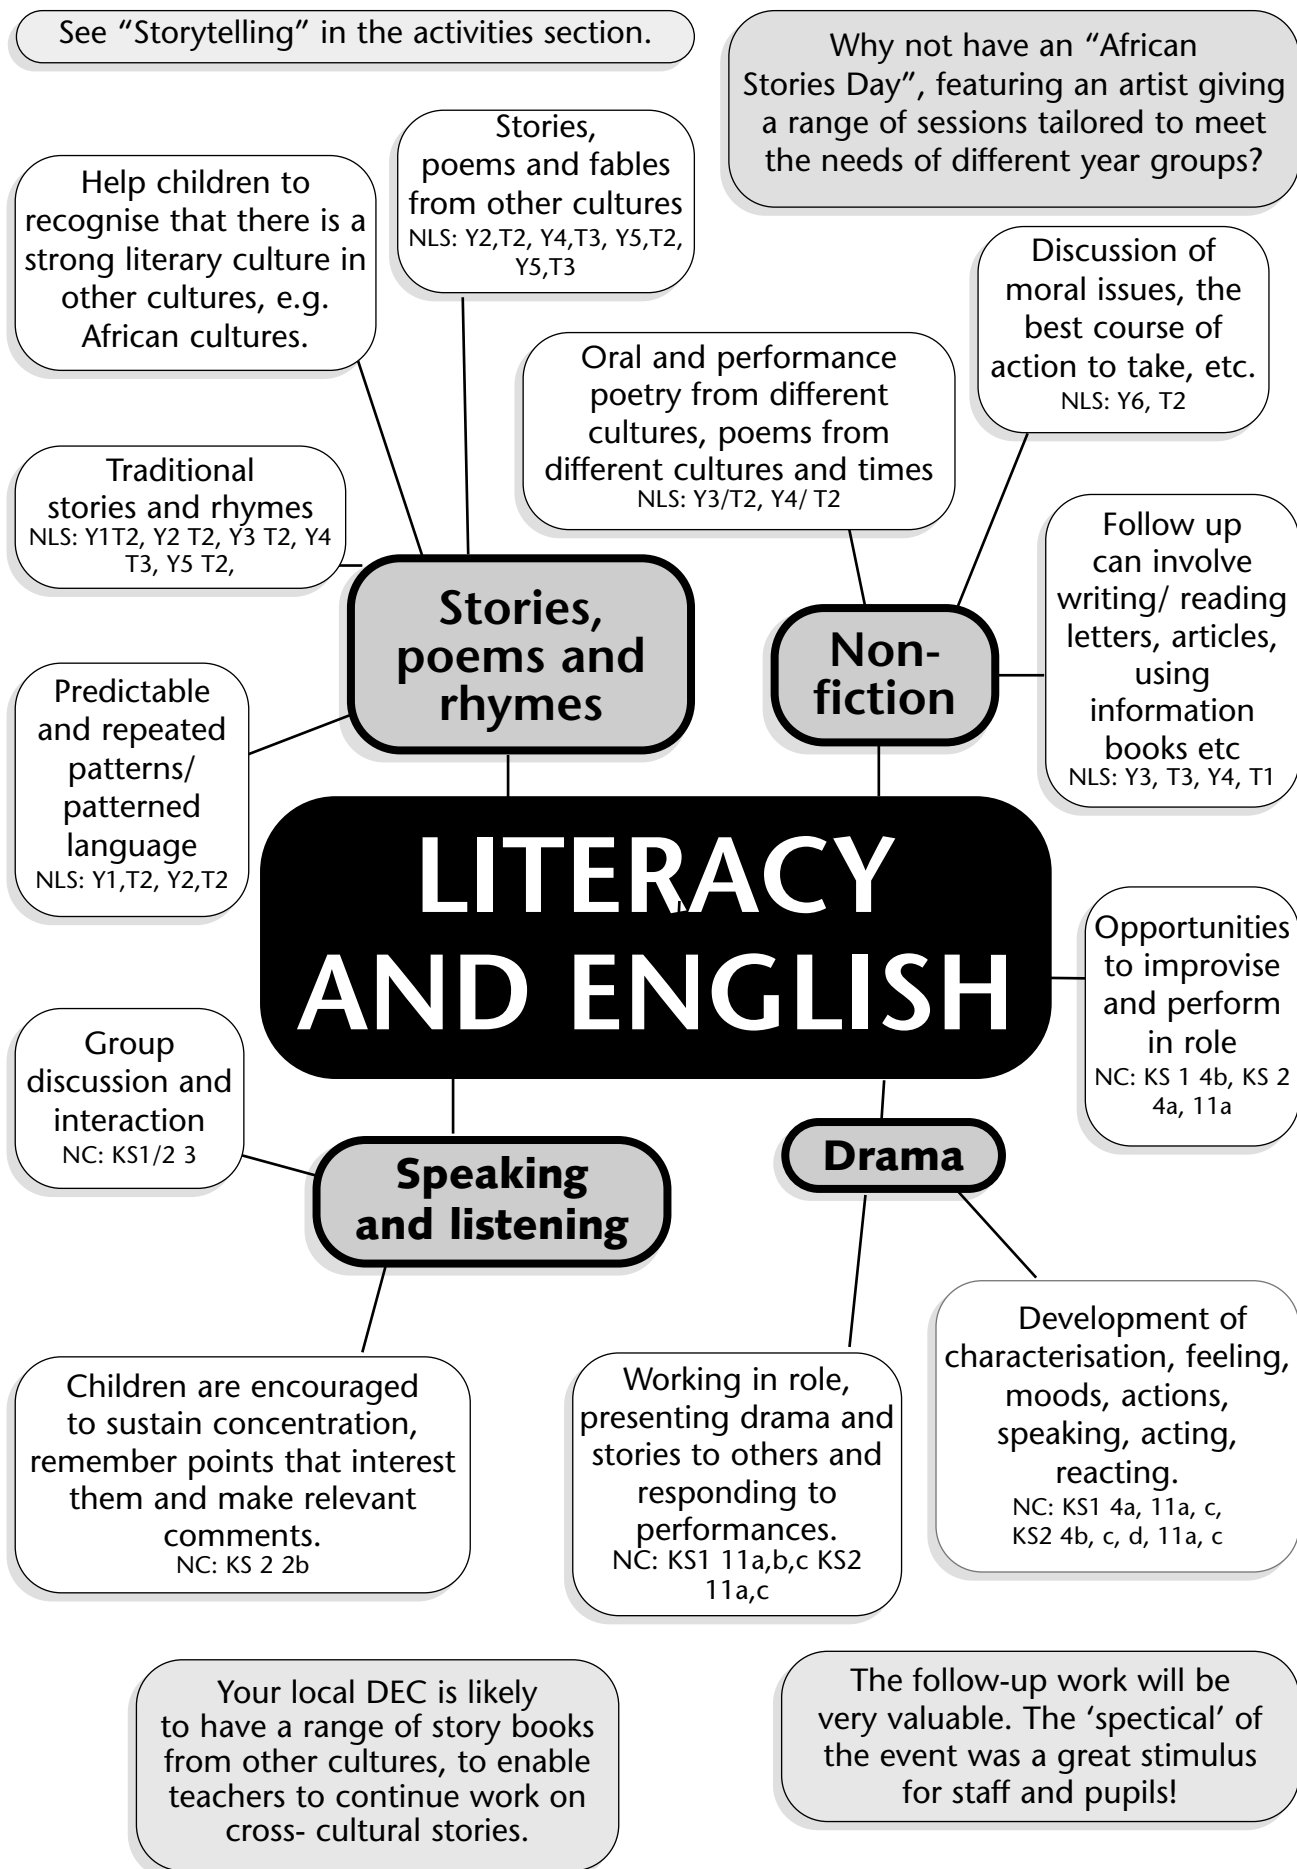 See “Storytelling” in the activities section.
Why not have an “African
Stories Day”, featuring an artist giving
a range of sessions tailored to meet
the needs of different year groups?
Stories,
poems and fables
from other cultures
NLS: Y2,T2, Y4,T3, Y5,T2,
Y5,T3
Help children to
recognise that there is a
strong literary culture in
other cultures, e.g.
African cultures.
Discussion of
moral issues, the
best course of
action to take, etc.
NLS: Y6, T2
Oral and performance
poetry from different
cultures, poems from
different cultures and times
NLS: Y3/T2, Y4/ T2
Traditional
stories and rhymes
NLS: Y1T2, Y2 T2, Y3 T2, Y4
T3, Y5 T2,
Follow up
can involve
writing/ reading
letters, articles,
using
information
books etc
NLS: Y3, T3, Y4, T1
Stories,
poems and
rhymes
Non-
fiction
Predictable
and repeated
patterns/
patterned
language
NLS: Y1,T2, Y2,T2
LITERACY
AND ENGLISH
Opportunities
to improvise
and perform
in role
NC: KS 1 4b, KS 2
4a, 11a
Group
discussion and
interaction
NC: KS1/2 3
Speaking
and listening
Drama
Children are encouraged
to sustain concentration,
remember points that interest
them and make relevant
comments.
NC: KS 2 2b
Working in role,
presenting drama and
stories to others and
responding to
performances.
NC: KS1 11a,b,c KS2
11a,c
Development of
characterisation, feeling,
moods, actions,
speaking, acting,
reacting.
NC: KS1 4a, 11a, c,
KS2 4b, c, d, 11a, c
Your local DEC is likely
to have a range of story books
from other cultures, to enable
teachers to continue work on
cross- cultural stories.
The follow-up work will be
very valuable. The ‘spectical’ of
the event was a great stimulus
for staff and pupils!